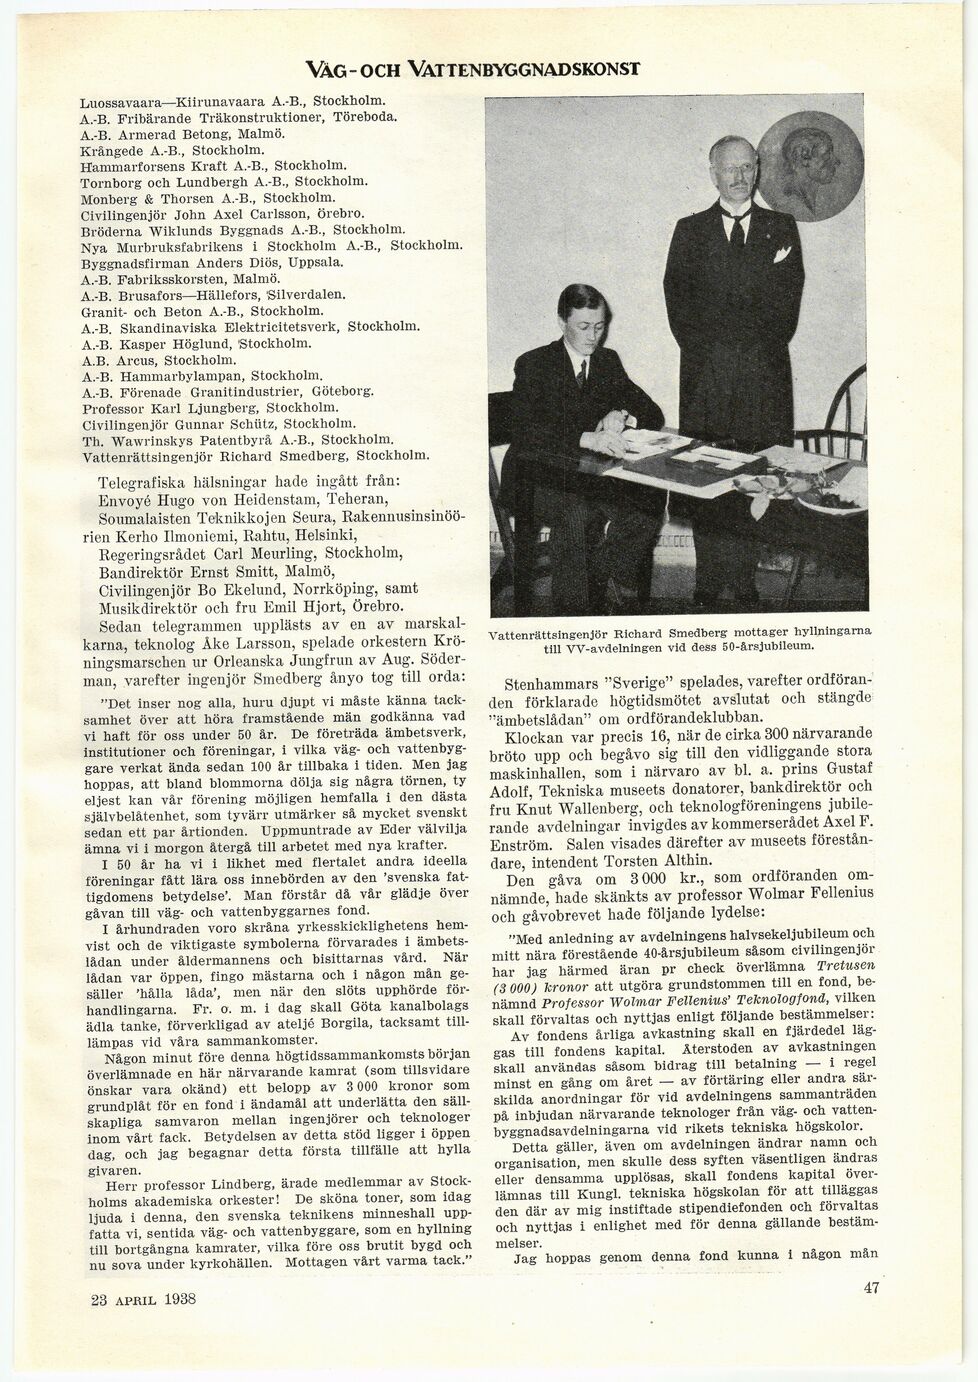 VÄG- OCH VATTENBYGGNADSKONST
Luossavaara—Kiirunavaara A.-B., Stockholm.
A.-B. Fribärande Träkonstruktioner, Töreboda.
A.-B. Armerad Betong, Malmö.
Krångede A.-B., Stockholm.
Hammarforsens Kraft A.-B., Stockholm.
Tornborg och Lundbergh A.-B., Stockholm.
Monberg & Thorsen A.-B., Stockholm.
Civilingenjör John Axel Carlsson, Örebro.
Bröderna Wiklunds Byggnads A.-B., Stockholm.
Nya Murbruksfabrikens i Stockholm A.-B., Stockholm.
Byggnadsfirman Anders Diös, Uppsala.
A.-B. Fabriksskorsten, Malmö.
A.-B. Brusafors—Hällefors, Silverdalen.
Granit- och Beton A.-B., Stockholm.
A.-B. Skandinaviska Elektricitetsverk, Stockholm.
A.-B. Kasper Höglund, Stockholm.
A.B. Arcus, Stockholm.
A.-B. Hammarbylampan, Stockholm.
A.-B. Förenade Granitindustrier, Göteborg.
Professor Karl Ljungberg, Stockholm.
Civilingenjör Gunnar Schütz, Stockholm.
Th. Wawrinskys Patentbyrå A.-B., Stockholm.
Vattenrättsingenjör Richard Smedberg, Stockholm.
Telegrafiska hälsningar hade ingått från:
Envoyé Hugo von Heidenstam, Teheran,
Soumalaisten Teknikkojen Seura, Rakennusinsinöö-
rien Kerho Ilmoniemi, Rahtu, Helsinki,
Regeringsrådet Carl Meurling, Stockholm,
Bandirektör Ernst Smitt, Malmö,
Civilingenjör Bo Ekelund, Norrköping, samt
Musikdirektör och fru Emil Hjort, Örebro.
Sedan telegrammen upplästs av en av marskal-
karna, teknolog Åke Larsson, spelade orkestern Krö-
ningsmarschen ur Orleanska Jungfrun av Aug. Söder-
man, varefter ingenjör Smedberg ånyo tog till orda:
”Det inser nog alla, huru djupt vi måste känna tack-
samhet över att höra framstående män godkänna vad
vi haft för oss under 50 år. De företräda ämbetsverk,
institutioner och föreningar, i vilka väg- och vattenbyg-
gare verkat ända sedan 100 år tillbaka i tiden. Men jag
hoppas, att bland blommorna dölja sig några törnen, ty
eljest kan vår förening möjligen hemfalla i den dästa
självbelåtenhet, som tyvärr utmärker så mycket svenskt
sedan ett par årtionden. Uppmuntrade av Eder välvilja
ämna vi i morgon återgå till arbetet med nya krafter.
I 50 år ha vi i likhet med flertalet andra ideella
föreningar fått lära oss innebörden av den ’svenska fat-
tigdomens betydelse’. Man förstår då vår glädje över
gåvan till väg- och vattenbyggarnes fond.
I århundraden voro skråna yrkesskicklighetens hem-
vist och de viktigaste symbolerna förvarades i ämbets-
lådan under åldermannens och bisittarnas vård. När
lådan var öppen, fingo mästarna och i någon mån ge-
säller ’hålla låda’, men när den slöts upphörde för-
handlingarna. Fr. o. m. i dag skall Göta kanalbolags
ädla tanke, förverkligad av ateljé Borgila, tacksamt till-
lämpas vid våra sammankomster.
Någon minut före denna högtidssammankomsts början
överlämnade en här närvarande kamrat (som tillsvidare
önskar vara okänd) ett belopp av 3 000 kronor som
grundplåt för en fond i ändamål att underlätta den säll-
skapliga samvaron mellan ingenjörer och teknologer
inom vårt fack. Betydelsen av detta stöd ligger i öppen
dag, och jag begagnar detta första tillfälle att hylla
givaren.
Herr professor Lindberg, ärade medlemmar av Stock-
holms akademiska orkester! De sköna toner, som idag
ljuda i denna, den svenska teknikens minneshall upp-
fatta vi, sentida väg- och vattenbyggare, som en hyllning
till bortgångna kamrater, vilka före oss brutit bygd och
nu sova under kyrkohällen. Mottagen vårt varma tack.”
Vattenrättsingenjör Richard Smedberg mottager hyllningarna
till VV-avdelningen vid dess 50-årsjubileum.
Stenhammars ”Sverige” spelades, varefter ordföran-
den förklarade högtidsmötet avslutat och stängde
”ämbetslådan” om ordförandeklubban.
Klockan var precis 16, när de cirka 300 närvarande
bröto upp och begåvo sig till den vidliggande stora
maskinhallen, som i närvaro av bl. a. prins Gustaf
Adolf, Tekniska museets donatorer, bankdirektör och
fru Knut Wallenberg, och teknologföreningens jubile-
rande avdelningar invigdes av kommerserådet Axel F.
Enström. Salen visades därefter av museets förestån-
dare, intendent Torsten Althin.
Den gåva om 3 000 kr., som ordföranden om-
nämnde, hade skänkts av professor Wolmar Fellenius
och gåvobrevet hade följande lydelse:
”Med anledning av avdelningens halvsekeljubileum och
mitt nära förestående 40-årsjubileum såsom civilingenjör
har jag härmed äran pr check överlämna Tretusen
(3 000) kronor att utgöra grundstommen till en fond, be-
nämnd Professor Wolmar Fellenius’ Teknologfond, vilken
skall förvaltas och nyttjas enligt följande bestämmelser:
Av fondens årliga avkastning skall en fjärdedel läg-
gas till fondens kapital. Återstoden av avkastningen
skall användas såsom bidrag till betalning — i regel
minst en gång om året — av förtäring eller andra sär-
skilda anordningar för vid avdelningens sammanträden
på inbjudan närvarande teknologer från väg- och vatten-
byggnadsavdelningarna vid rikets tekniska högskolor.
Detta gäller, även om avdelningen ändrar namn och
organisation, men skulle dess syften väsentligen ändras
eller densamma upplösas, skall fondens kapital över-
lämnas till Kungl. tekniska högskolan för att tilläggas
den där av mig instiftade stipendiefonden och förvaltas
och nyttjas i enlighet med för denna gällande bestäm-
melser.
Jag hoppas genom denna fond kunna i någon mån
23 APRIL 1938
47